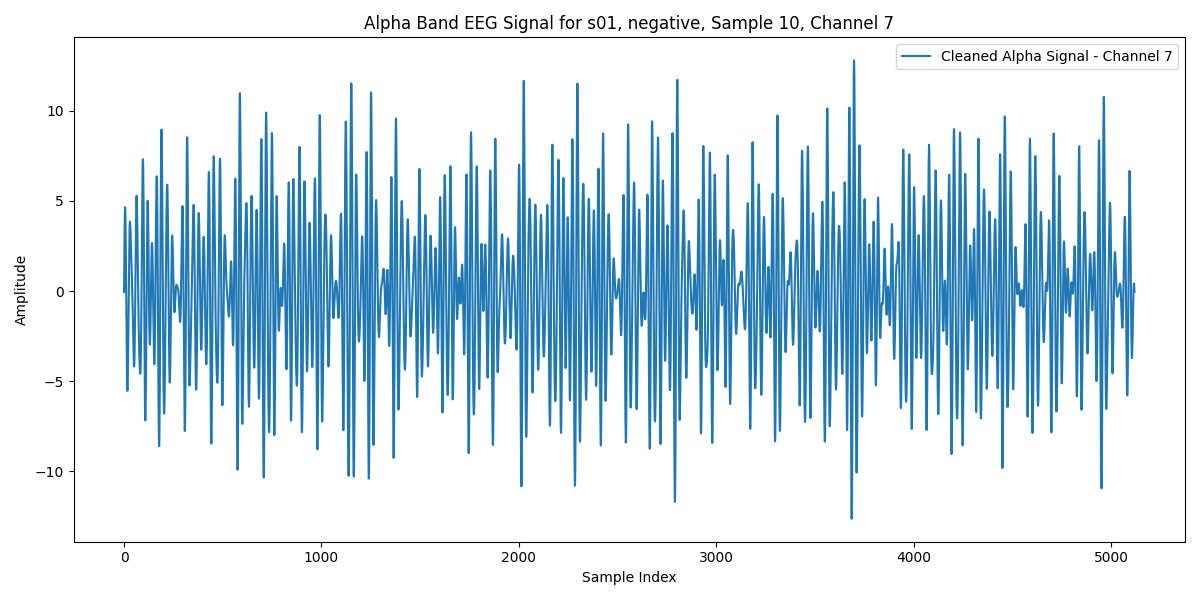 Alpha Band EEG Signal for s01, negative, Sample 10, Channel 7
Cleaned Alpha Signal - Channel 7
10
5
0
−5
−10
Amplitude
0 1000 2000 3000 4000 5000
Sample Index